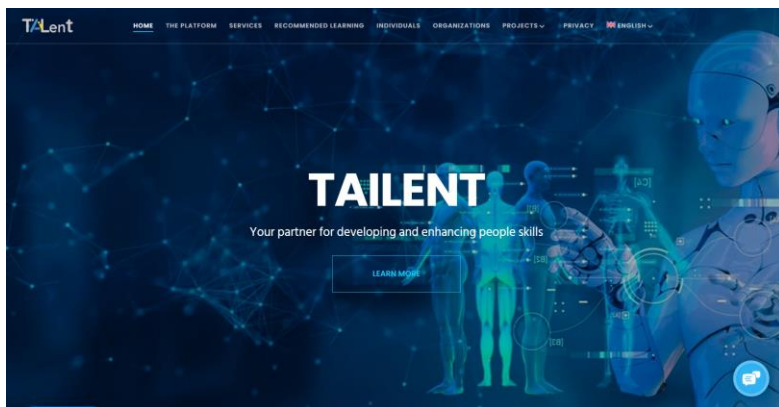 TAILent
HOME THE PLATFORM SERVICES RECOMMENDED LEARNING INDIVIDUALS ORGANIZATIONS PROJECTS PRIVACY ENGLISH
TAILENT
Your partner for developing and enhancing people skills
LEARN MORE